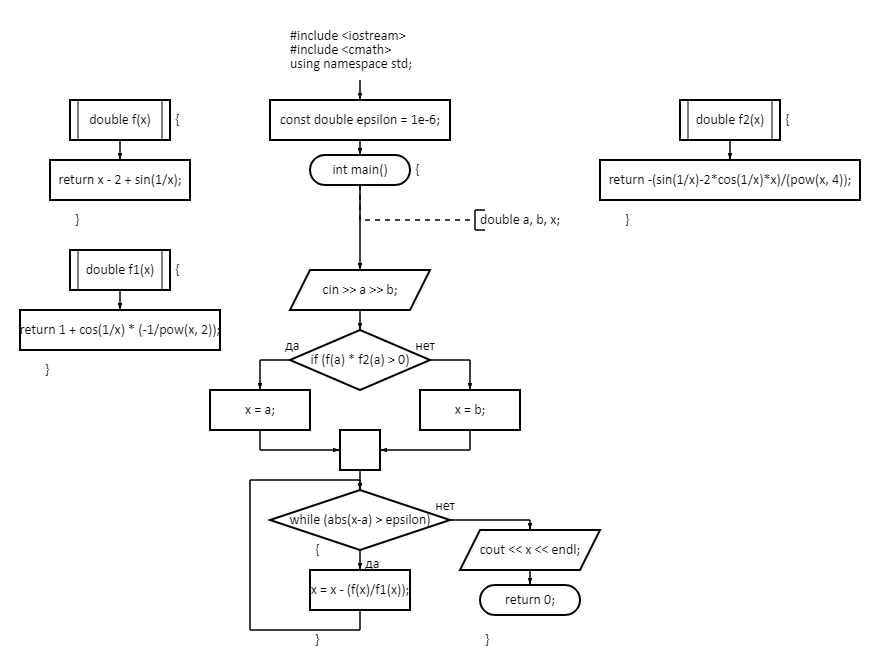 #include <iostream>
#include <cmath>
using namespace std;
double f(x) {
return x - 2 + sin(1/x);
}
double f1(x) {
return 1 + cos(1/x) * (-1/pow(x, 2));
}
const double epsilon = 1e-6;
int main() {
double a, b, x;
cin >> a >> b;
if (f(a) * f2(a) > 0)
да
нет
x = a;
x = b;
while (abs(x-a) > epsilon)
нет
{
да
x = x - (f(x)/f1(x));
}
cout << x << endl;
return 0;
}
double f2(x) {
return -(sin(1/x)-2*cos(1/x)*x)/(pow(x, 4));
}